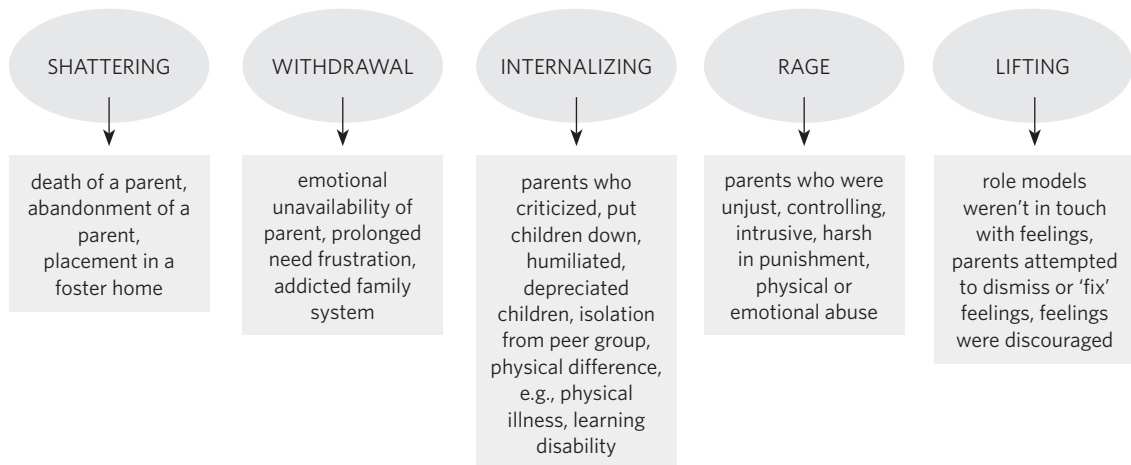 SHATTERING
death of a parent,
abandonment of a
parent,
placement in a
foster home
WITHDRAWAL
emotional
unavailability of
parent, prolonged
need frustration,
addicted family
system
INTERNALIZING
parents who
criticized, put
children down,
humiliated,
depreciated
children, isolation
from peer group,
physical difference,
e.g., physical
illness, learning
disability
RAGE
parents who were
unjust, controlling,
intrusive, harsh
in punishment,
physical or
emotional abuse
LIFTING
role models
weren't in touch
with feelings,
parents attempted
to dismiss or ‘fix’
feelings, feelings
were discouraged